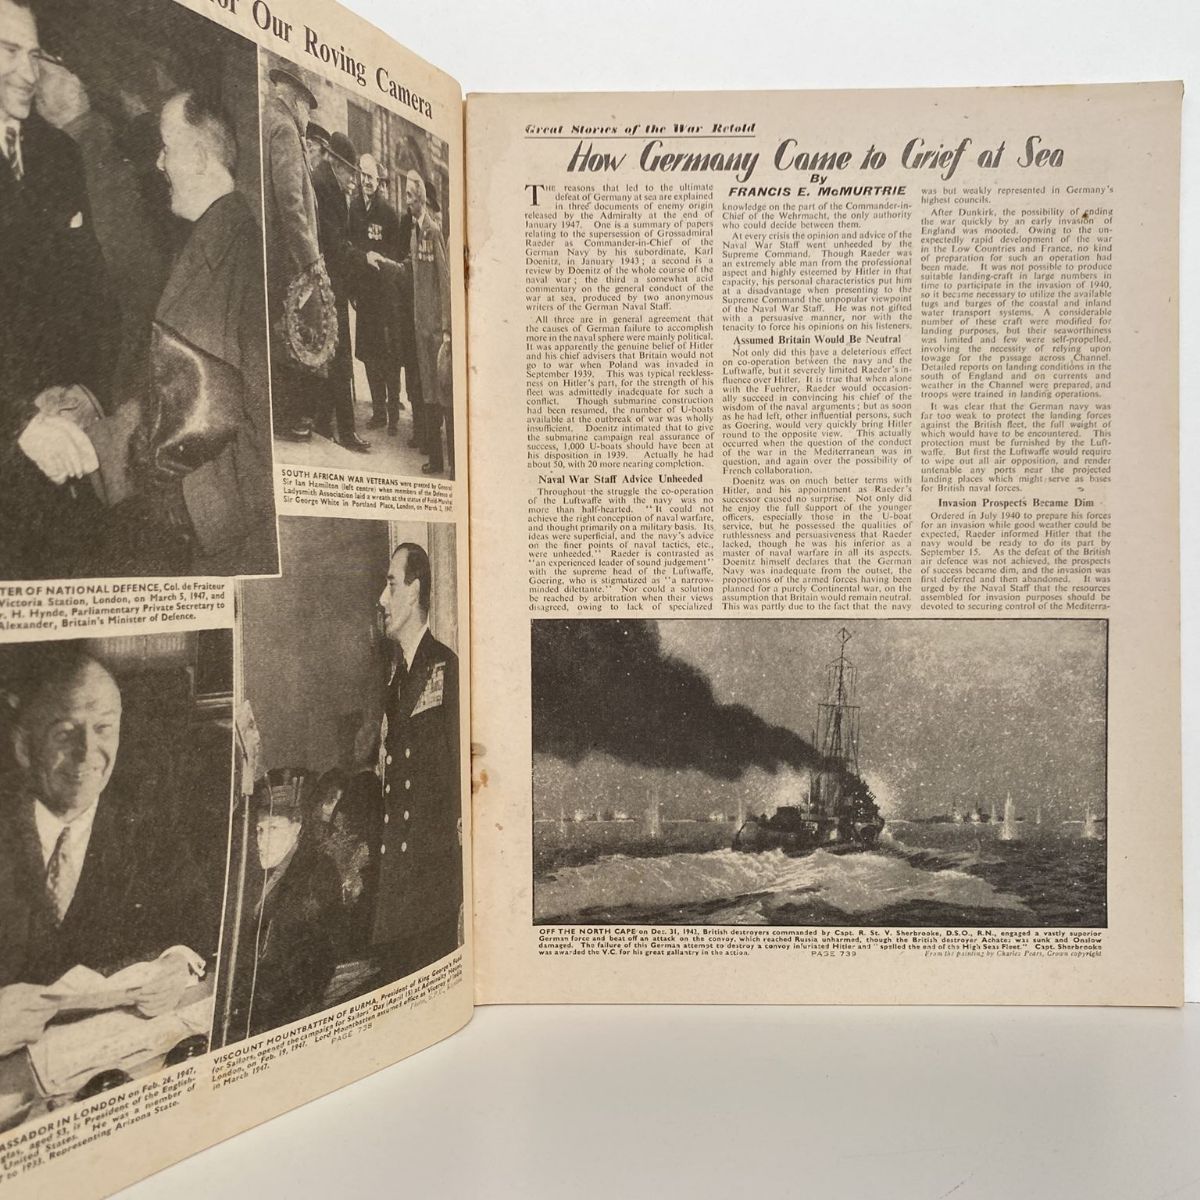 for Our Roving Camera
SOUTH AFRICAN WAR VETERANS were greeted by General
Sir Ian Hamilton (left centre) when members of the Defence of
Ladysmith Association laid a wreath at the statue of Field-Marshal
Sir George White in Portland Place, London, on March 2, 1947.
TER OF NATIONAL DEFENCE, Col. de Fraiteur
Victoria Station, London, on March 5, 1947, and
r. H. Hynde, Parliamentary Private Secretary to
Alexander, Britain's Minister of Defence.
VISCOUNT MOUNTBATTEN OF BURMA, President of King George's Fund
for Sailors, opened the campaign for Sailors' Day (April 15) at Admiralty House,
London, on Feb. 19, 1947. Lord Mountbatten assumed office as Viceroy of India
in March 1947.
PAGE 738
ASSADOR IN LONDON on Feb. 26, 1947,
glas, aged 53, is President of the English-
United States. He was a member of
7 to 1933, Representing Arizona State.
Great Stories of the War Retold
How Germany Came to Grief at Sea
By
FRANCIS E. McMURTRIE
THE reasons that led to the ultimate
defeat of Germany at sea are explained
in three documents of enemy origin
released by the Admiralty at the end of
January 1947. One is a summary of papers
relating to the supersession of Grossadmiral
Raeder as Commander-in-Chief of the
German Navy by his subordinate, Karl
Doenitz, in January 1943; a second is a
review by Doenitz of the whole course of the
naval war; the third a somewhat acid
commentary on the general conduct of the
war at sea, produced by two anonymous
writers of the German Naval Staff.
All three are in general agreement that
the causes of German failure to accomplish
more in the naval sphere were mainly political.
It was apparently the genuine belief of Hitler
and his chief advisers that Britain would not
go to war when Poland was invaded in
September 1939. This was typical reckless-
ness on Hitler's part, for the strength of his
fleet was admittedly inadequate for such a
conflict. Though submarine construction
had been resumed, the number of U-boats
available at the outbreak of war was wholly
insufficient. Doenitz intimated that to give
the submarine campaign real assurance of
success, 1,000 U-boats should have been at
his disposition in 1939. Actually he had
about 50, with 20 more nearing completion.
Naval War Staff Advice Unheeded
Throughout the struggle the co-operation
of the Luftwaffe with the navy was no
more than half-hearted. "It could not
achieve the right conception of naval warfare,
and thought primarily on a military basis. Its
ideas were superficial, and the navy's advice
on the finer points of naval tactics, etc.,
were unheeded." Raeder is contrasted as
"an experienced leader of sound judgement"
with the supreme head of the Luftwaffe,
Goering, who is stigmatized as "a narrow-
minded dilettante." Nor could a solution
be reached by arbitration when their views
disagreed, owing to lack of specialized
knowledge on the part of the Commander-in-
Chief of the Wehrmacht, the only authority
who could decide between them.
At every crisis the opinion and advice of the
Naval War Staff went unheeded by the
Supreme Command. Though Raeder was
an extremely able man from the professional
aspect and highly esteemed by Hitler in that
capacity, his personal characteristics put him
at a disadvantage when presenting to the
Supreme Command the unpopular viewpoint
of the Naval War Staff. He was not gifted
with a persuasive manner, nor with the
tenacity to force his opinions on his listeners.
Assumed Britain Would Be Neutral
Not only did this have a deleterious effect
on co-operation between the navy and the
Luftwaffe, but it severely limited Raeder's in-
fluence over Hitler. It is true that when alone
with the Fuehrer, Raeder would occasion-
ally succeed in convincing his chief of the
wisdom of the naval arguments; but as soon
as he had left, other influential persons, such
as Goering, would very quickly bring Hitler
round to the opposite view. This actually
occurred when the question of the conduct
of the war in the Mediterranean was in
question, and again over the possibility of
French collaboration.
Doenitz was on much better terms with
Hitler, and his appointment as Raeder's
successor caused no surprise. Not only did
he enjoy the full support of the younger
officers, especially those in the U-boat
service, but he possessed the qualities of
ruthlessness and persuasiveness that Raeder
lacked, though he was his inferior as a
master of naval warfare in all its aspects.
Doenitz himself declares that the German
Navy was inadequate from the outset, the
proportions of the armed forces having been
planned for a purely Continental war, on the
assumption that Britain would remain neutral.
This was partly due to the fact that the navy
was but weakly represented in Germany's
highest councils.
After Dunkirk, the possibility of ending
the war quickly by an early invasion of
England was mooted. Owing to the un-
expectedly rapid development of the war
in the Low Countries and France, no kind
of preparation for such an operation had
been made. It was not possible to produce
suitable landing-craft in large numbers in
time to participate in the invasion of 1940,
so it became necessary to utilize the available
tugs and barges of the coastal and inland
water transport systems. A considerable
number of these craft were modified for
landing purposes, but their seaworthiness
was limited and few were self-propelled,
involving the necessity of relying upon
towage for the passage across Channel.
Detailed reports on landing conditions in the
south of England and on currents and
weather in the Channel were prepared, and
troops were trained in landing operations.
It was clear that the German navy was
far too weak to protect the landing forces
against the British fleet, the full weight of
which would have to be encountered. This
protection must be furnished by the Luft-
waffe. But first the Luftwaffe would require
to wipe out all air opposition, and render
untenable any ports near the projected
landing places which might serve as bases
for British naval forces.
Invasion Prospects Became Dim
Ordered in July 1940 to prepare his forces
for an invasion while good weather could be
expected, Raeder informed Hitler that the
navy would be ready to do its part by
September 15. As the defeat of the British
air defence was not achieved, the prospects
of success became dim, and the invasion was
first deferred and then abandoned. It was
urged by the Naval Staff that the resources
assembled for invasion purposes should be
devoted to securing control of the Mediterra-
OFF THE NORTH CAPE on Dec. 31, 1942, British destroyers commanded by Capt. R. St. V. Sherbrooke, D.S.O., R.N., engaged a vastly superior
German force and beat off an attack on the convoy, which reached Russia unharmed, though the British destroyer Achates was sunk and Onslow
damaged. The failure of this German attempt to destroy a convoy infuriated Hitler and "spelled the end of the High Seas Fleet." Capt. Sherbrooke
was awarded the V.C. for his great gallantry in the action.
PAGE 739
From the painting by Charles Pears, Crown copyright